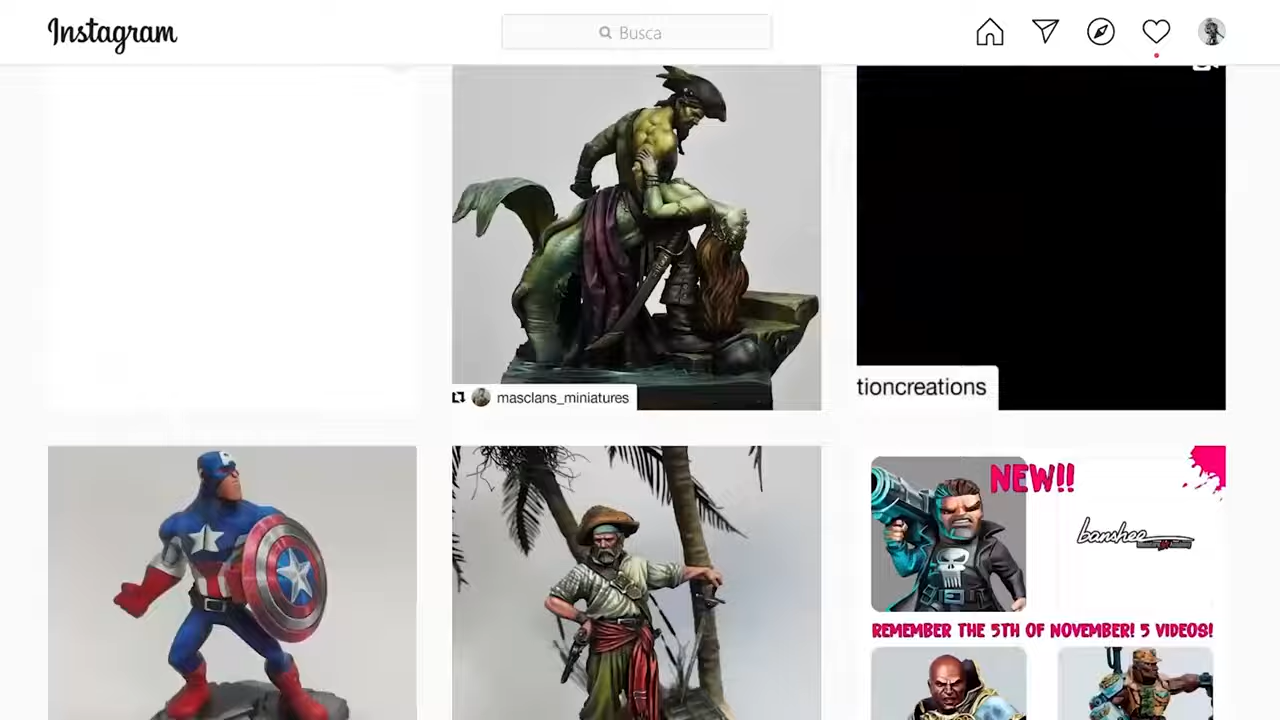 Instagram
Busca
masclans_miniatures
tioncreations
NEW!!
banshee
REMEMBER THE 5TH OF NOVEMBER! 5 VIDEOS!